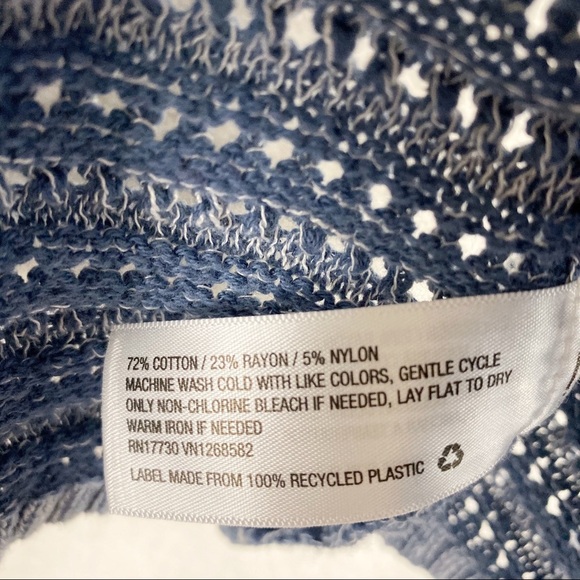 72% COTTON / 23% RAYON / 5% NYLON
MACHINE WASH COLD WITH LIKE COLORS, GENTLE CYCLE
ONLY NON-CHLORINE BLEACH IF NEEDED, LAY FLAT TO DRY
WARM IRON IF NEEDED
RN17730 VN1268582
LABEL MADE FROM 100% RECYCLED PLASTIC